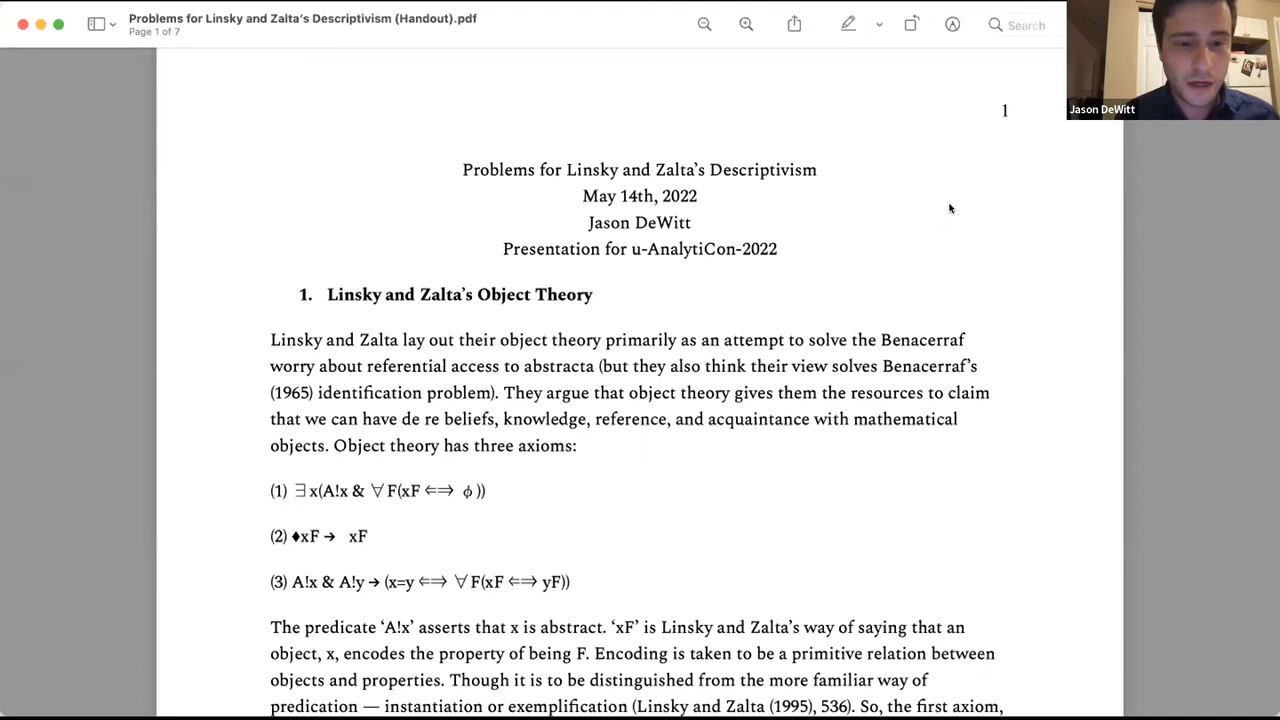 Problems for Linsky and Zalta’s Descriptivism (Handout).pdf
Page 1 of 7
Search
Jason DeWitt
1
Problems for Linsky and Zalta’s Descriptivism
May 14th, 2022
Jason DeWitt
Presentation for u-AnalytiCon-2022
1. Linsky and Zalta’s Object Theory
Linsky and Zalta lay out their object theory primarily as an attempt to solve the Benacerraf
worry about referential access to abstracta (but they also think their view solves Benacerraf’s
(1965) identification problem). They argue that object theory gives them the resources to claim
that we can have de re beliefs, knowledge, reference, and acquaintance with mathematical
objects. Object theory has three axioms:
(1) ∃x(A!x & ∀F(xF ⟺ ϕ))
(2) ♦xF → xF
(3) A!x & A!y → (x=y ⟺ ∀F(xF ⟺ yF))
The predicate ‘A!x’ asserts that x is abstract. ‘xF’ is Linsky and Zalta’s way of saying that an
object, x, encodes the property of being F. Encoding is taken to be a primitive relation between
objects and properties. Though it is to be distinguished from the more familiar way of
predication — instantiation or exemplification (Linsky and Zalta (1995), 536). So, the first axiom,